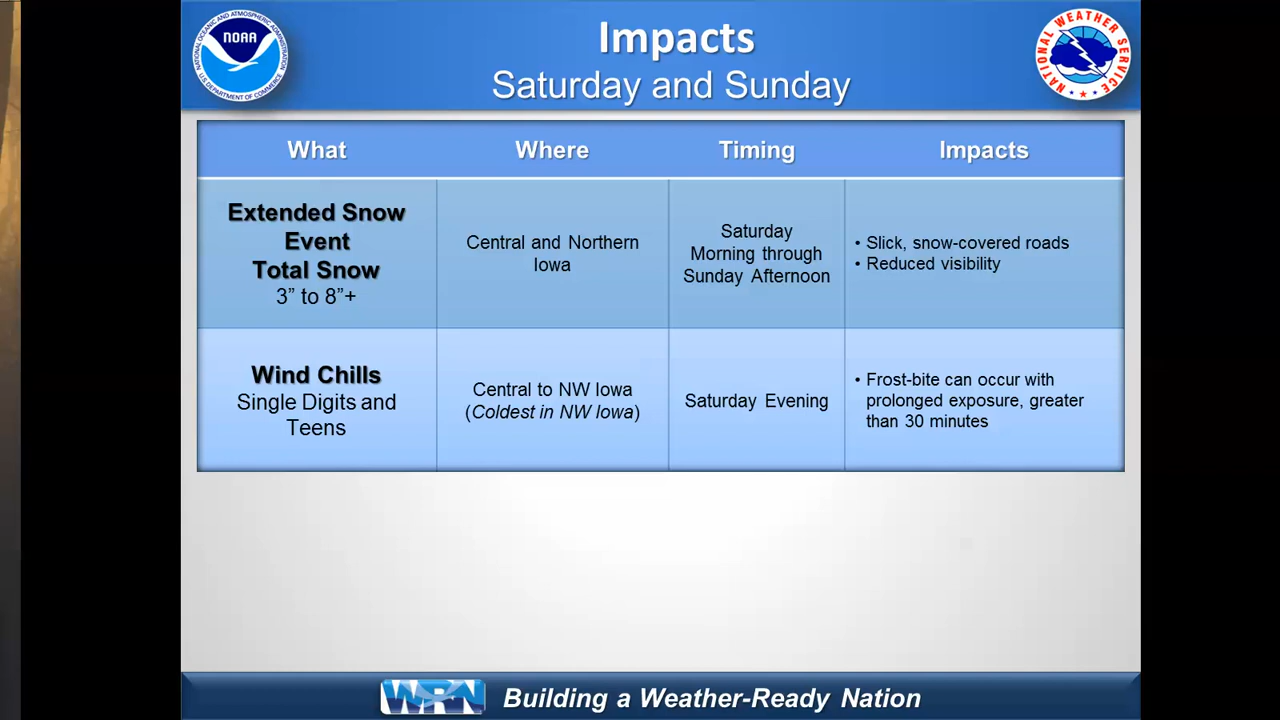 Impacts
Saturday and Sunday
NATIONAL OCEANIC AND ATMOSPHERIC ADMINISTRATION
NOAA
U.S. DEPARTMENT OF COMMERCE
NATIONAL WEATHER SERVICE
What
Where
Timing
Impacts
Extended Snow
Event
Total Snow
3” to 8”+
Central and Northern
Iowa
Saturday
Morning through
Sunday Afternoon
• Slick, snow-covered roads
• Reduced visibility
Wind Chills
Single Digits and
Teens
Central to NW Iowa
(Coldest in NW Iowa)
Saturday Evening
• Frost-bite can occur with
prolonged exposure, greater
than 30 minutes
WRN
Building a Weather-Ready Nation